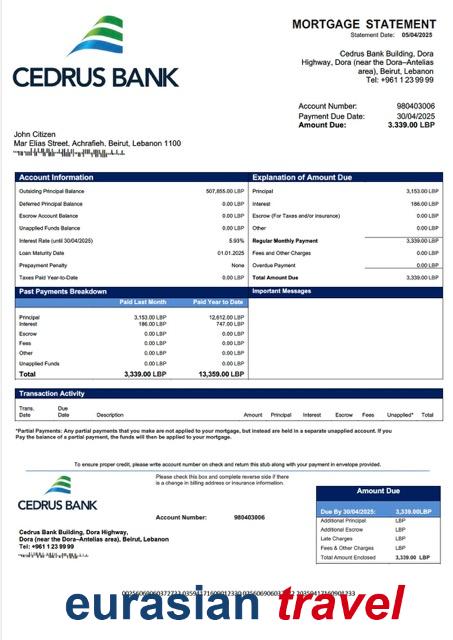 CEDRUS BANK
MORTGAGE STATEMENT
Statement Date: 05/04/2025
Cedrus Bank Building, Dora
Highway, Dora (near the Dora–Antelias
area), Beirut, Lebanon
Tel: +961 1 23 99 99
Account Number: 980403006
Payment Due Date: 30/04/2025
Amount Due: 3.339.00 LBP
John Citizen
Mar Elias Street, Achrafieh, Beirut, Lebanon 1100
Account Information
Outsiding Principal Balance 507,855.00 LBP
Deferred Principal Balance 0.00 LBP
Escrow Account Balance 0.00 LBP
Unapplied Funds Balance 0.00 LBP
Interest Rate (until 30/04/2025) 5.93%
Loan Maturity Date 01.01.2025
Prepayment Penalty None
Taxes Paid Year-to-Date 0.00 LBP
Explanation of Amount Due
Principal 3,153.00 LBP
Interest 186.00 LBP
Escrow (For Taxes and/or insurance) 0.00 LBP
Other 0.00 LBP
Regular Monthly Payment 3,339.00 LBP
Fees and Other Charges 0.00 LBP
Overdue Payment 0.00 LBP
Total Amount Due 3,339.00 LBP
Past Payments Breakdown
Paid Last Month Paid Year to Date
Principal 3,153.00 LBP 12,612.00 LBP
Interest 186.00 LBP 747.00 LBP
Escrow 0.00 LBP 0.00 LBP
Fees 0.00 LBP 0.00 LBP
Other 0.00 LBP 0.00 LBP
Unapplied Funds 0.00 LBP 0.00 LBP
Total 3,339.00 LBP 13,359.00 LBP
Important Messages
Transaction Activity
Trans. Date Due Date Description Amount Principal Interest Escrow Fees Unapplied* Total
*Partial Payments: Any partial payments that you make are not applied to your mortgage, but instead are held in a separate unapplied account. If you
Pay the balance of a partial payment, the funds will then be applied to your mortgage.
To ensure proper credit, please write account number on check and return this stub along with your payment in envelope provided.
CEDRUS BANK
Please check this box and complete reverse side if there
is a change in billing address or insurance information.
Account Number: 980403006
Cedrus Bank Building, Dora Highway,
Dora (near the Dora–Antelias area), Beirut, Lebanon
Tel: +961 1 23 99 99
Amount Due
Due By 30/04/2025: 3,339.00LBP
Additional Principal: LBP
Additional Escrow LBP
Late Charges LBP
Fees & Other Charges LBP
Total Amount Enclosed 3,339.00 LBP
eurasian travel